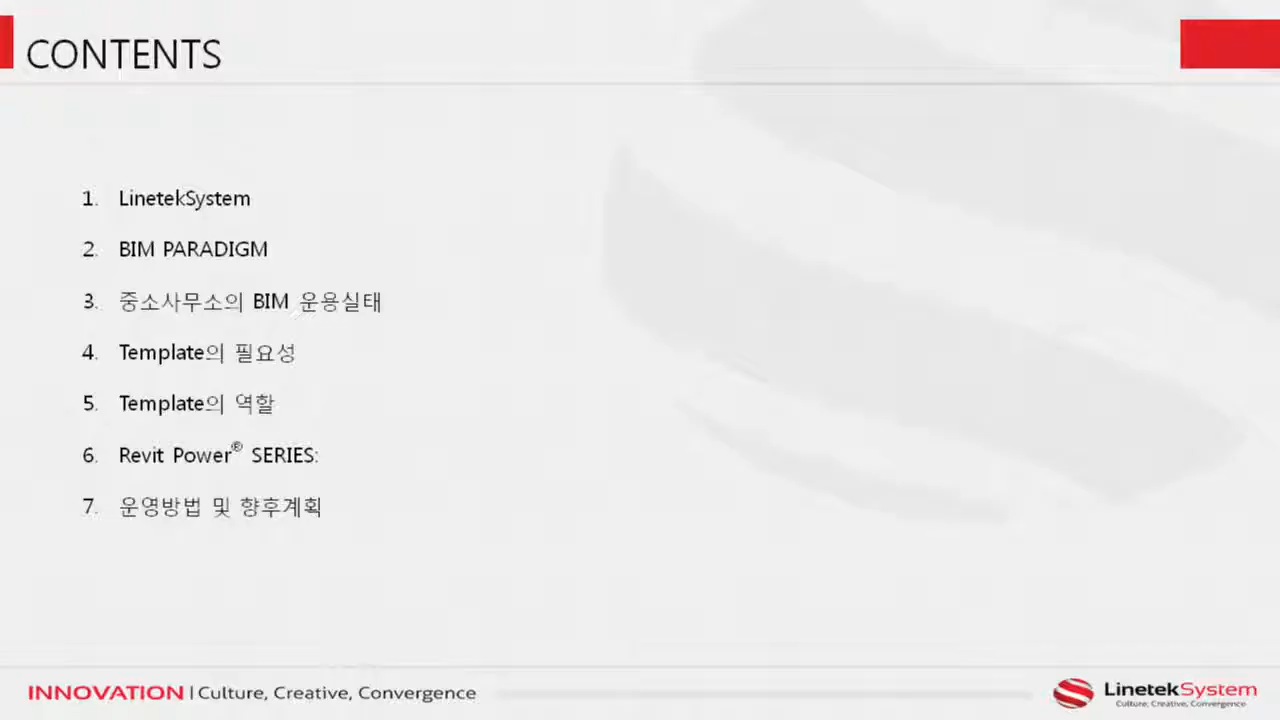 CONTENTS
1. LinetekSystem
2. BIM PARADIGM
3. 중소사무소의 BIM 운용실태
4. Template의 필요성
5. Template의 역할
6. Revit Power® SERIES:
7. 운영방법 및 향후계획
INNOVATION | Culture, Creative, Convergence
LinetekSystem
Culture, Creative, Convergence